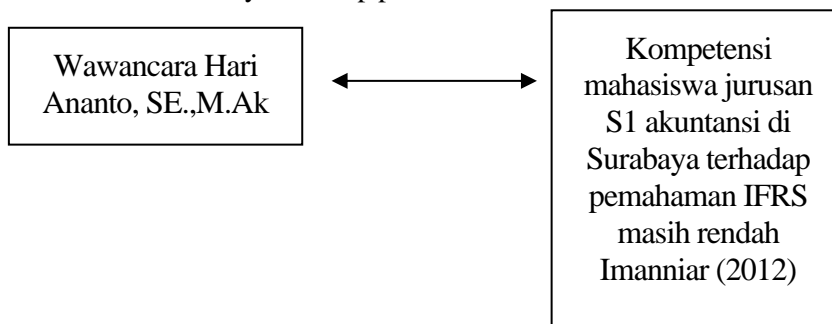 Wawancara Hari
Ananto, SE.,M.Ak
Kompetensi
mahasiswa jurusan
S1 akuntansi di
Surabaya terhadap
pemahaman IFRS
masih rendah
Imanniar (2012)